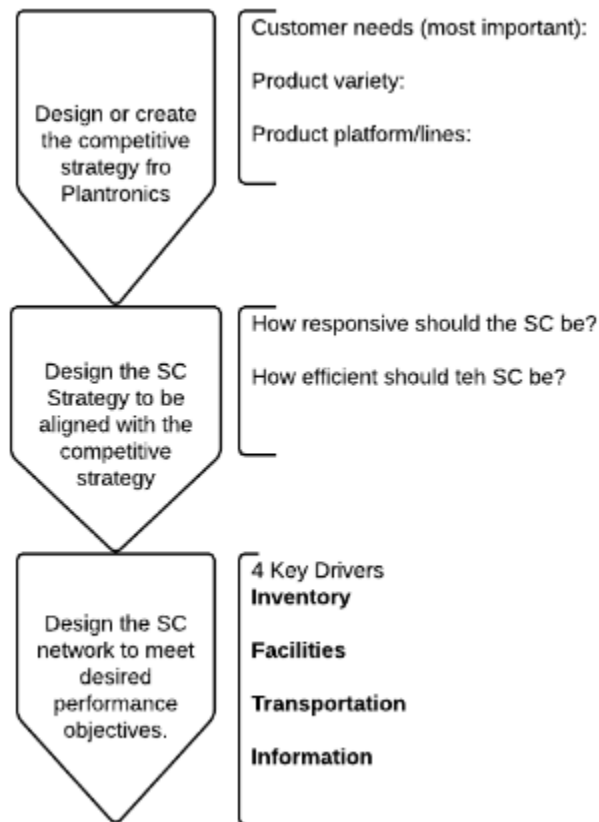 Design or create
the competitive
strategy fro
Plantronics
Customer needs (most important):
Product variety:
Product platform/lines:
Design the SC
Strategy to be
aligned with the
competitive
strategy
How responsive should the SC be?
How efficient should teh SC be?
Design the SC
network to meet
desired
performance
objectives.
4 Key Drivers
Inventory
Facilities
Transportation
Information